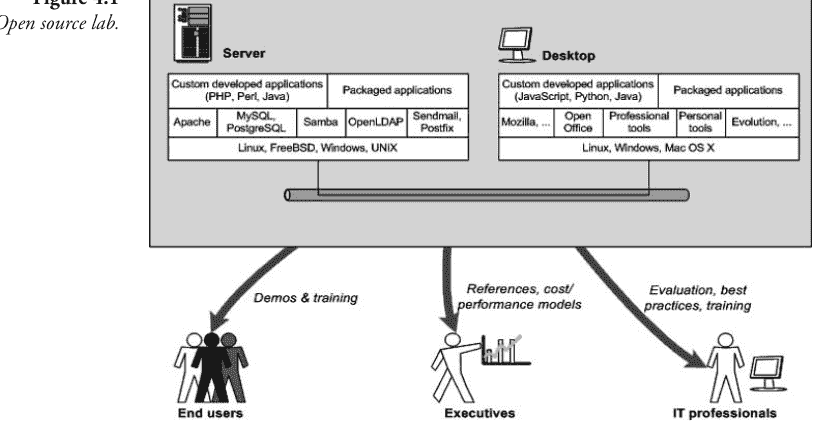 Figure 4.1
Open source lab.
Server
Desktop
Custom developed applications
(PHP, Perl, Java)
Packaged applications
Custom developed applications
(JavaScript, Python, Java)
Packaged applications
Apache
MySQL,
PostgreSQL
Samba
OpenLDAP
Sendmail,
Postfix
Mozilla, ...
Open
Office
Professional
tools
Personal
tools
Evolution, ...
Linux, FreeBSD, Windows, UNIX
Linux, Windows, Mac OS X
Demos & training
References, cost/
performance models
Evaluation, best
practices, training
End users
Executives
IT professionals